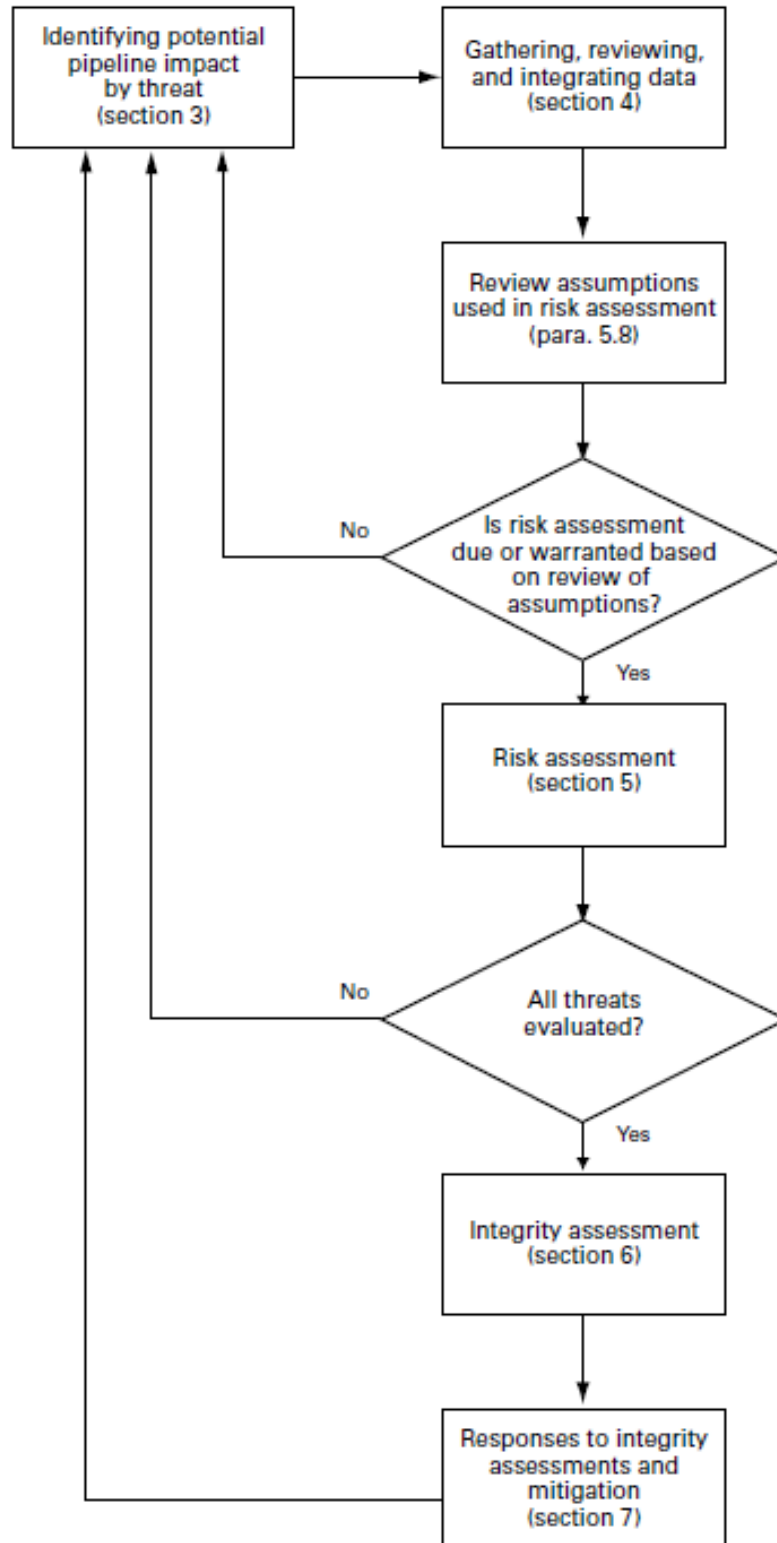 Identifying potential
pipeline impact
by threat
(section 3)
Gathering, reviewing,
and integrating data
(section 4)
Review assumptions
used in risk assessment
(para. 5.8)
No
Is risk assessment
due or warranted based
on review of
assumptions?
Yes
Risk assessment
(section 5)
No
All threats
evaluated?
Yes
Integrity assessment
(section 6)
Responses to integrity
assessments and
mitigation
(section 7)